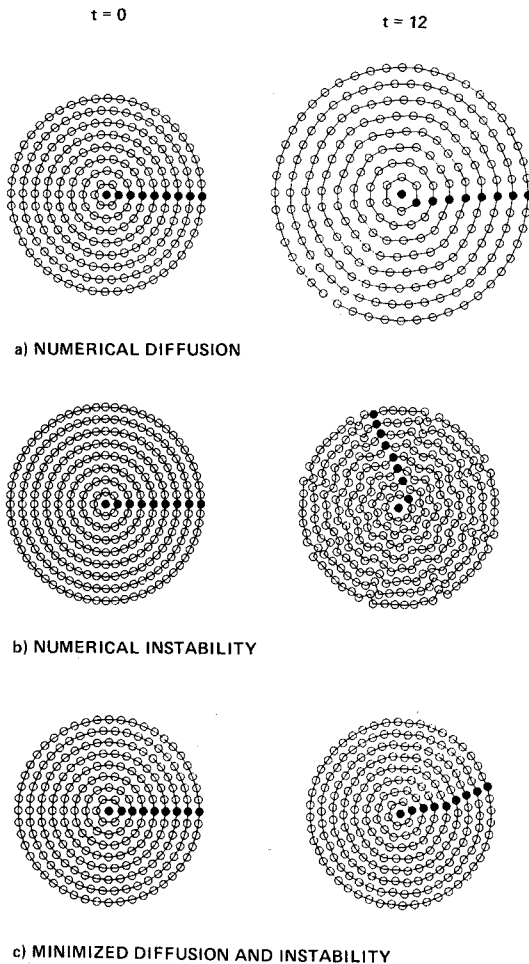 t = 0
t = 12
a) NUMERICAL DIFFUSION
b) NUMERICAL INSTABILITY
c) MINIMIZED DIFFUSION AND INSTABILITY